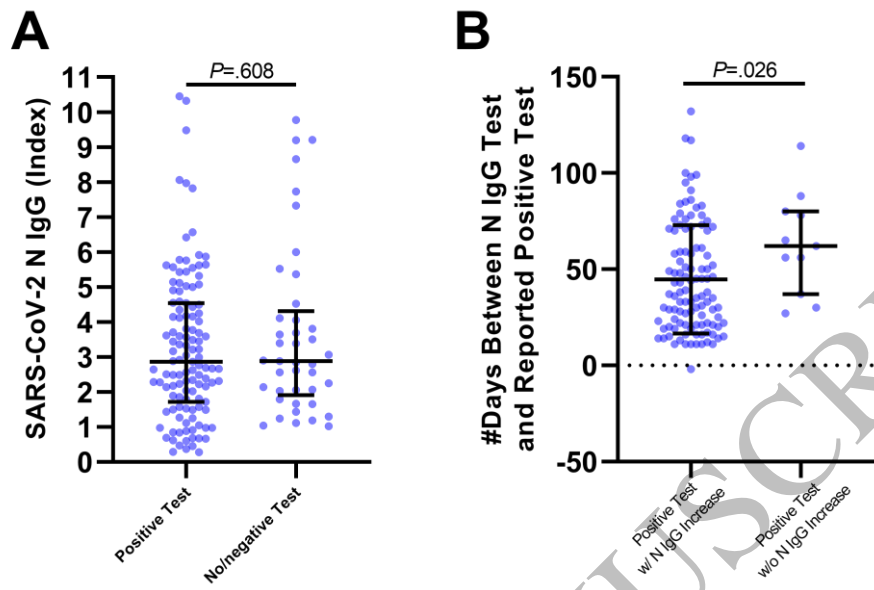 A
P=.608
SARS-CoV-2 N IgG (Index)
11
10
9
8
7
6
5
4
3
2
1
0
Positive Test
No/negative Test
B
P=.026
#Days Between N IgG Test
and Reported Positive Test
150
100
50
0
-50
Positive Test
w/ N IgG Increase
Positive Test
w/o N IgG Increase
USCR